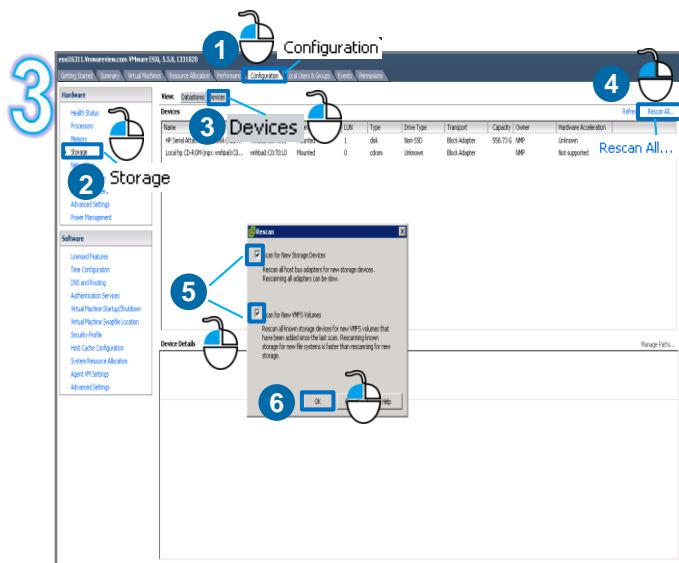 1
Configuration
3
esxi16311.Vmwareview.com VMware ESXi, 5.5.0, 1331820
Getting Started
Summary
Virtual Machines
Resource Allocation
Performance
Configuration
Local Users & Groups
Events
Permissions
4
Hardware
View: Datastores Devices
Health Status
Devices
Refresh
Rescan All...
Processors
3 Devices
Name
LUN
Type
Drive Type
Transport
Capacity
Owner
Hardware Acceleration
Memory
HP Serial Attac
Mounted
1
disk
Non-SSD
Block Adapter
558.73 G
NMP
Unknown
Storage
Local hp CD-ROM (mpx.vmhba0:C0...
vmhba0:C0:T0:L0
Mounted
0
cdrom
Unknown
Block Adapter
NMP
Not supported
Rescan All...
2 Storage
Advanced Settings
Power Management
Software
Licensed Features
Time Configuration
DNS and Routing
Authentication Services
Virtual Machine Startup/Shutdown
Virtual Machine Swapfile Location
Security Profile
Host Cache Configuration
System Resource Allocation
Agent VM Settings
Advanced Settings
Rescan
Scan for New Storage Devices
Rescan all host bus adapters for new storage devices.
Rescanning all adapters can be slow.
5
Scan for New VMFS Volumes
Rescan all known storage devices for new VMFS volumes that
have been added since the last scan. Rescanning known
storage for new file systems is faster than rescanning for new
storage.
6
OK
Help
Device Details
Manage Paths...